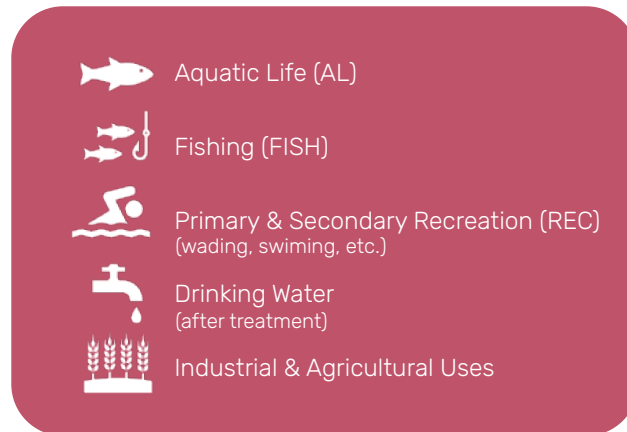 Aquatic Life (AL)
Fishing (FISH)
Primary & Secondary Recreation (REC)
(wading, swiming, etc.)
Drinking Water
(after treatment)
Industrial & Agricultural Uses